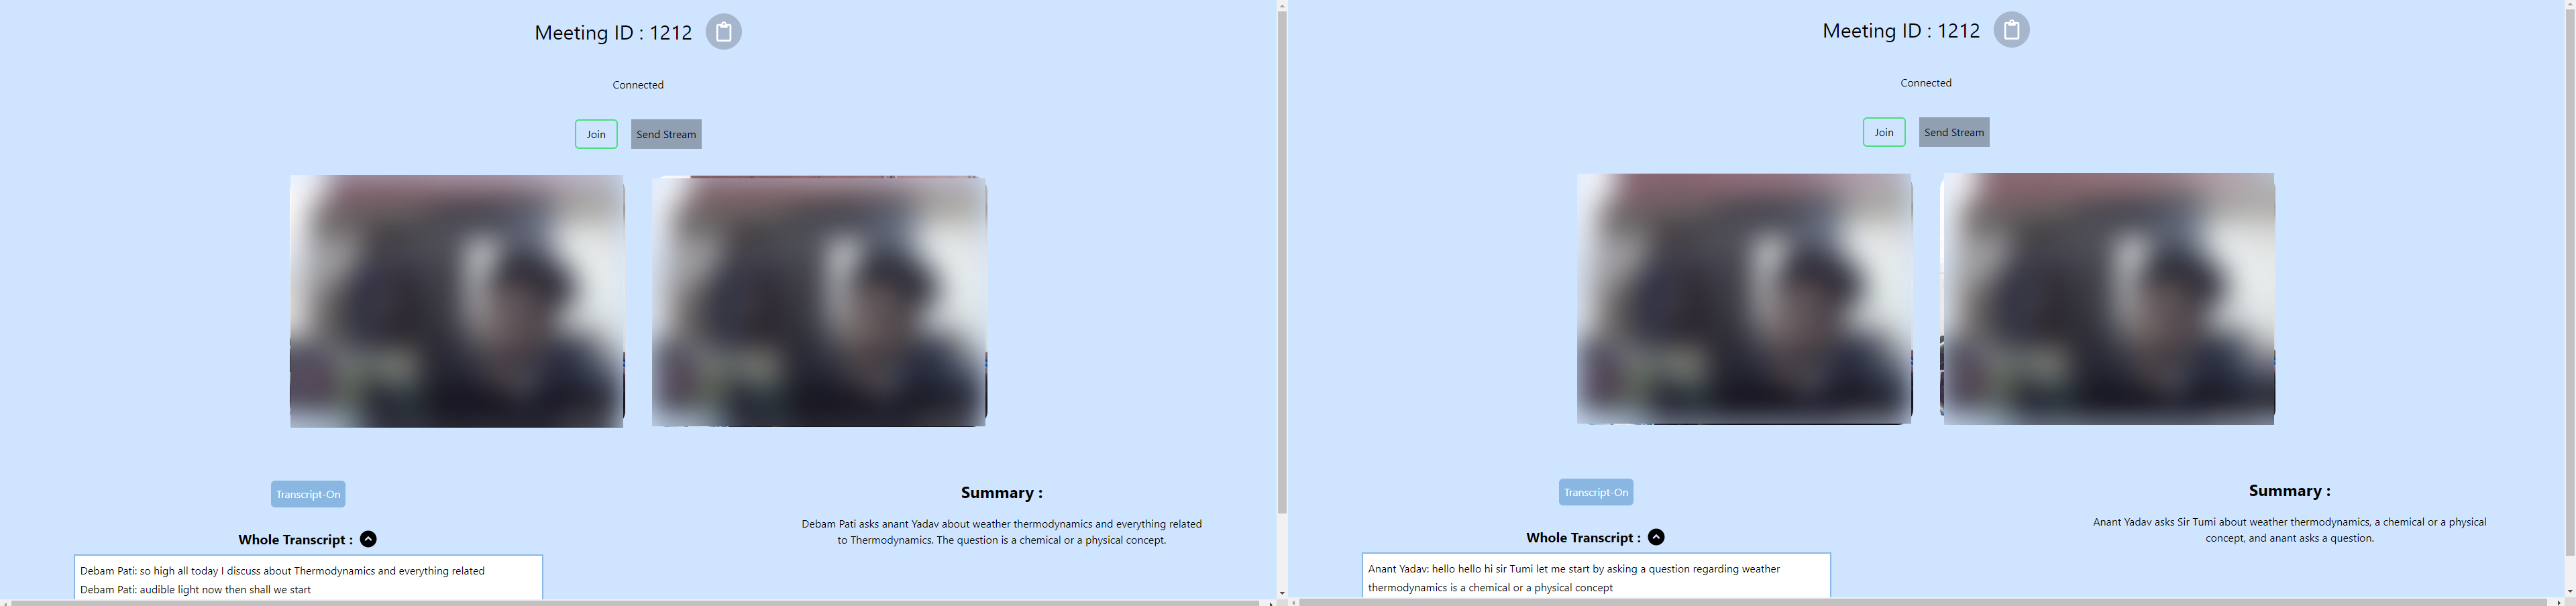 Meeting ID : 1212
Connected
Join
Send Stream
Transcript-On
Whole Transcript :
Debam Pati: so high all today I discuss about Thermodynamics and everything related
Debam Pati: audible light now then shall we start
Summary :
Debam Pati asks anant Yadav about weather thermodynamics and everything related
to Thermodynamics. The question is a chemical or a physical concept.
Meeting ID : 1212
Connected
Join
Send Stream
Transcript-On
Whole Transcript :
Anant Yadav: hello hello hi sir Tumi let me start by asking a question regarding weather
thermodynamics is a chemical or a physical concept
Summary :
Anant Yadav asks Sir Tumi about weather thermodynamics, a chemical or a physical
concept, and anant asks a question.